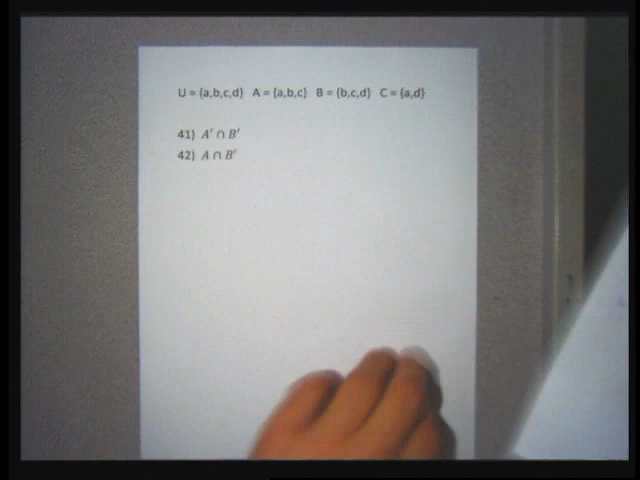 U = {a,b,c,d} A = {a,b,c} B = {b,c,d} C = {a,d}
41) A′ ∩ B′
42) A ∩ B′